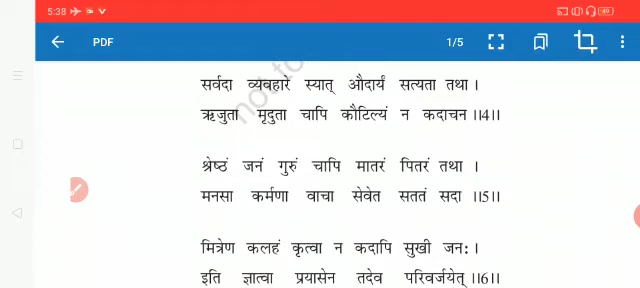 5:38
PDF
1/5
सर्वदा व्यवहारे स्यात् औदार्यं सत्यता तथा ।
ऋजुता मृदुता चापि कौटिल्यं न कदाचन ।।4।।
श्रेष्ठं जनं गुरुं चापि मातरं पितरं तथा ।
मनसा कर्मणा वाचा सेवेत सततं सदा ।।5।।
मित्रेण कलहं कृत्वा न कदापि सुखी जनः ।
इति ज्ञात्वा प्रयासेन तदेव परिवर्जयेत् ।।6।।